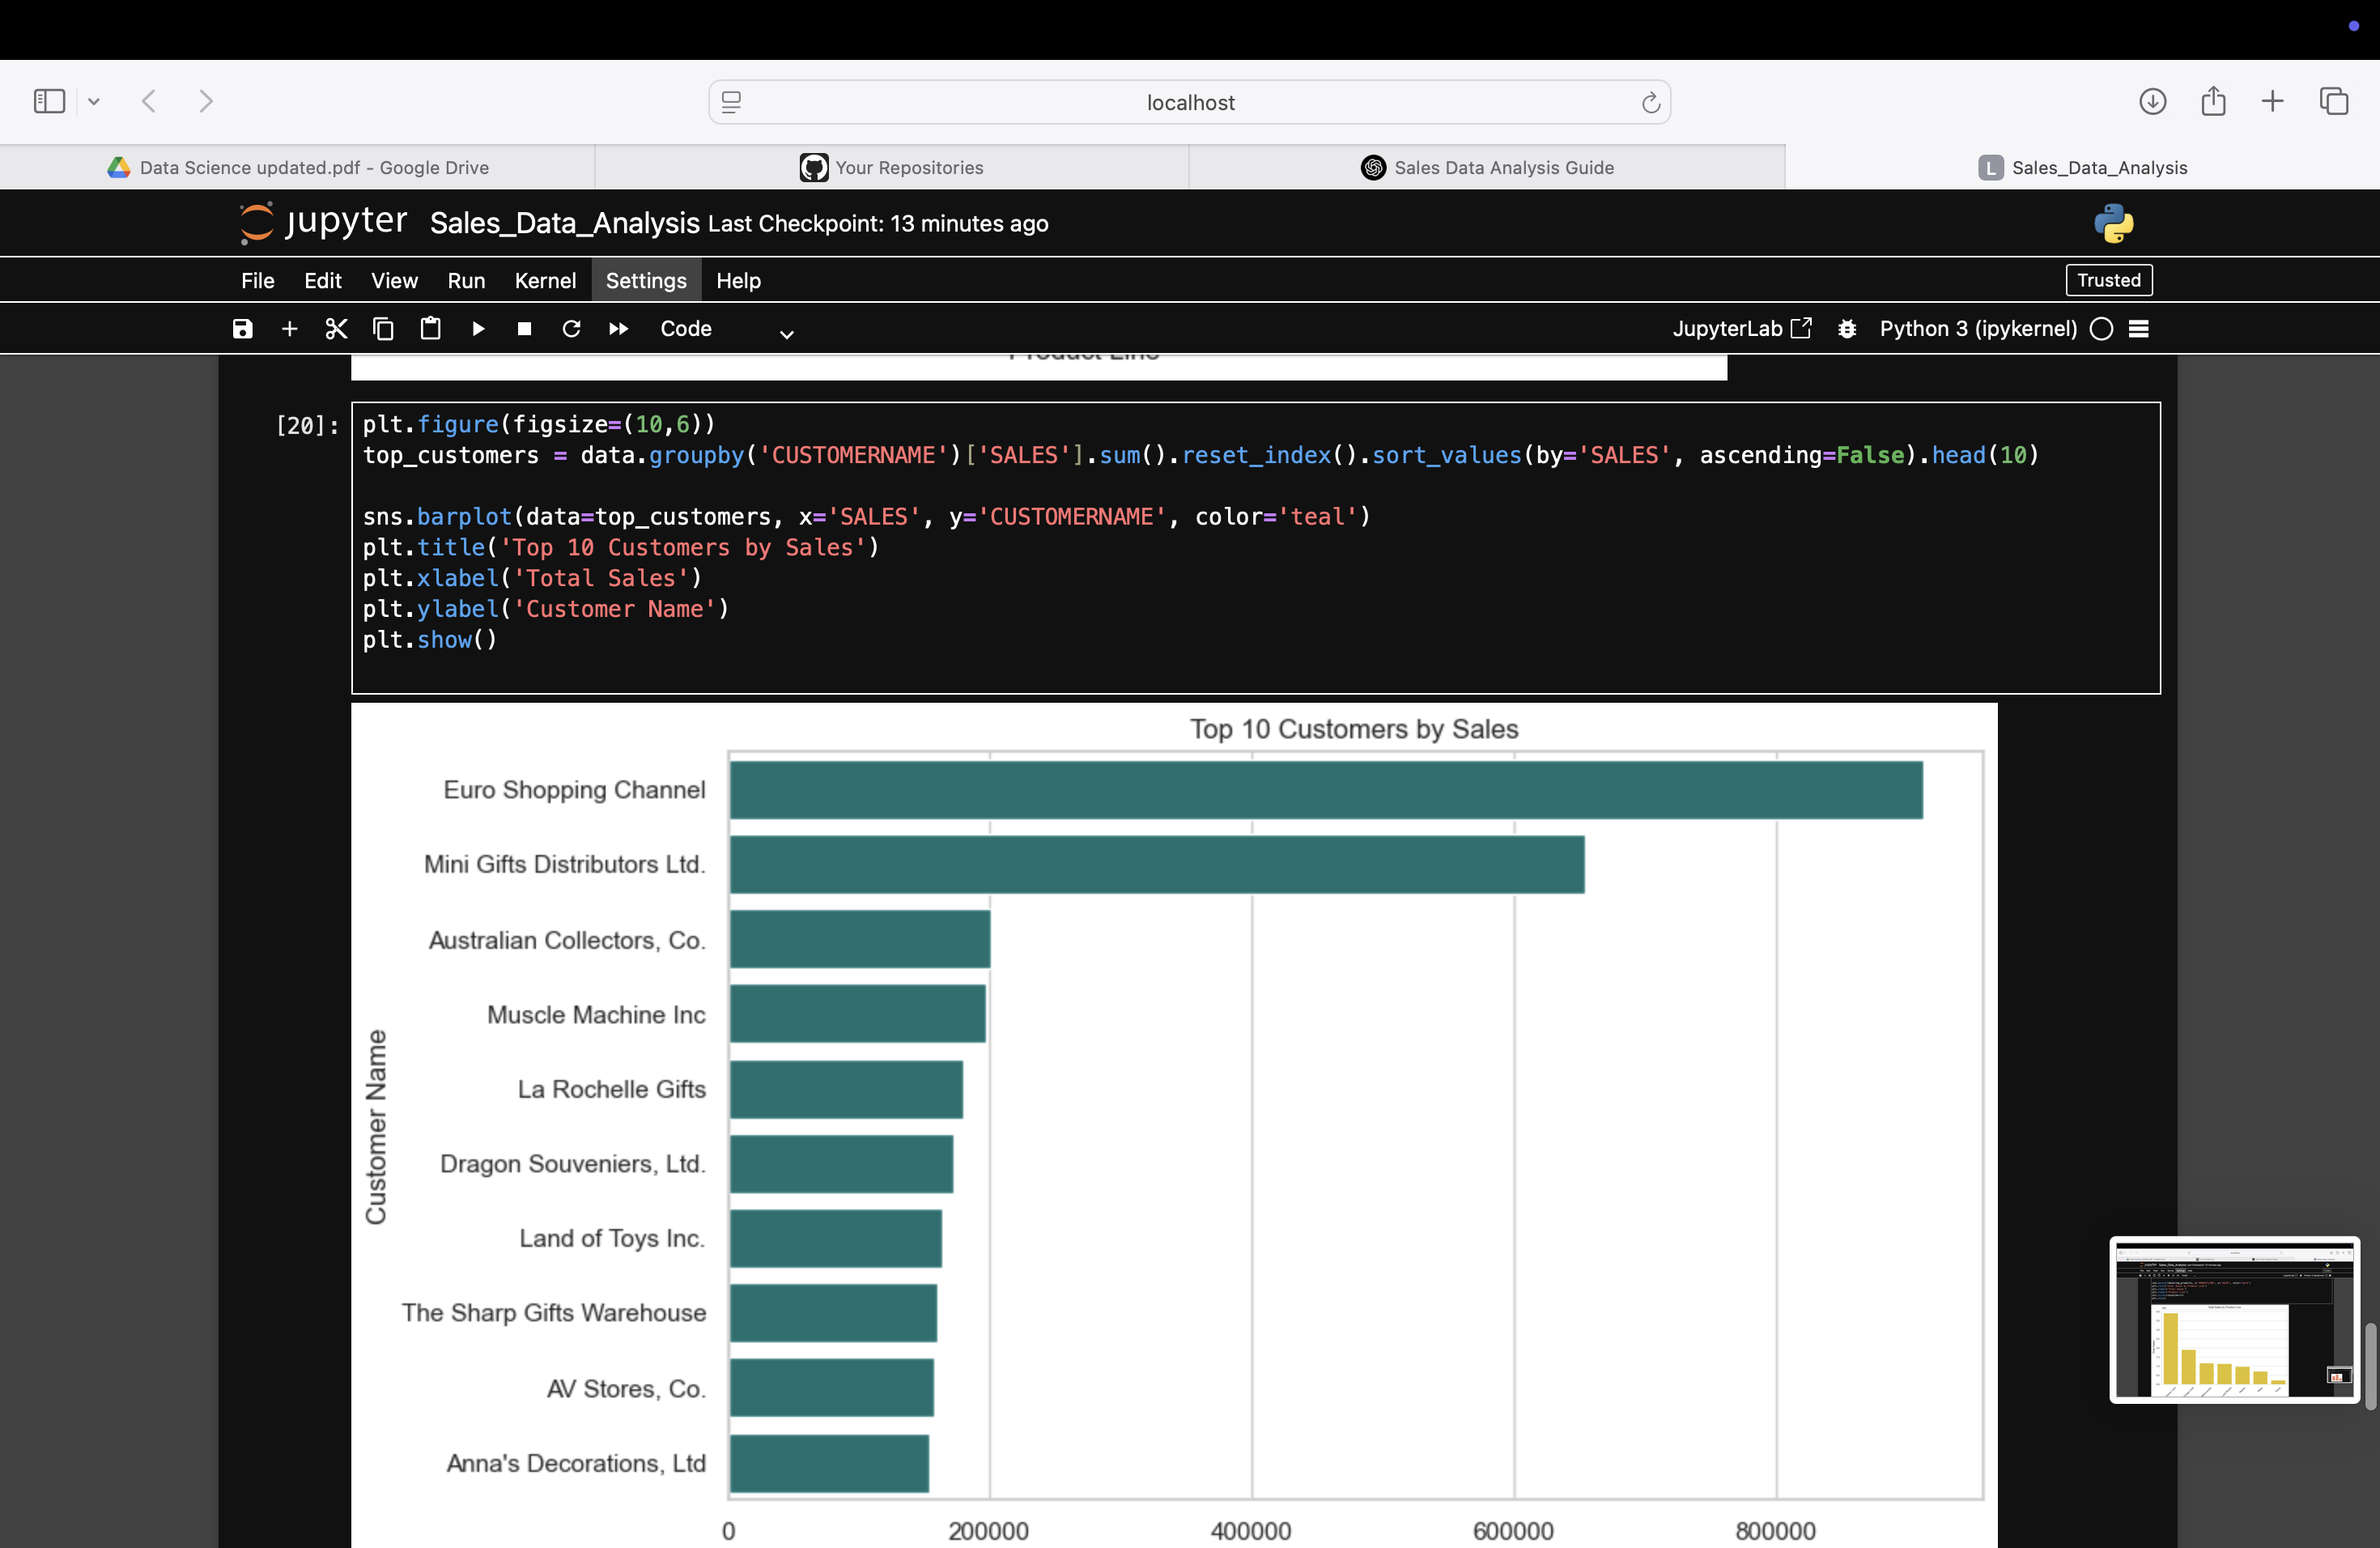 localhost
Data Science updated.pdf - Google Drive
Your Repositories
Sales Data Analysis Guide
L Sales_Data_Analysis
jupyter Sales_Data_Analysis Last Checkpoint: 13 minutes ago
File Edit View Run Kernel Settings Help
Trusted
Code
JupyterLab Python 3 (ipykernel)
Product Line
[20]:
plt.figure(figsize=(10,6))
top_customers = data.groupby('CUSTOMERNAME')['SALES'].sum().reset_index().sort_values(by='SALES', ascending=False).head(10)
sns.barplot(data=top_customers, x='SALES', y='CUSTOMERNAME', color='teal')
plt.title('Top 10 Customers by Sales')
plt.xlabel('Total Sales')
plt.ylabel('Customer Name')
plt.show()
Top 10 Customers by Sales
Customer Name
Euro Shopping Channel
Mini Gifts Distributors Ltd.
Australian Collectors, Co.
Muscle Machine Inc
La Rochelle Gifts
Dragon Souveniers, Ltd.
Land of Toys Inc.
The Sharp Gifts Warehouse
AV Stores, Co.
Anna's Decorations, Ltd
0 200000 400000 600000 800000